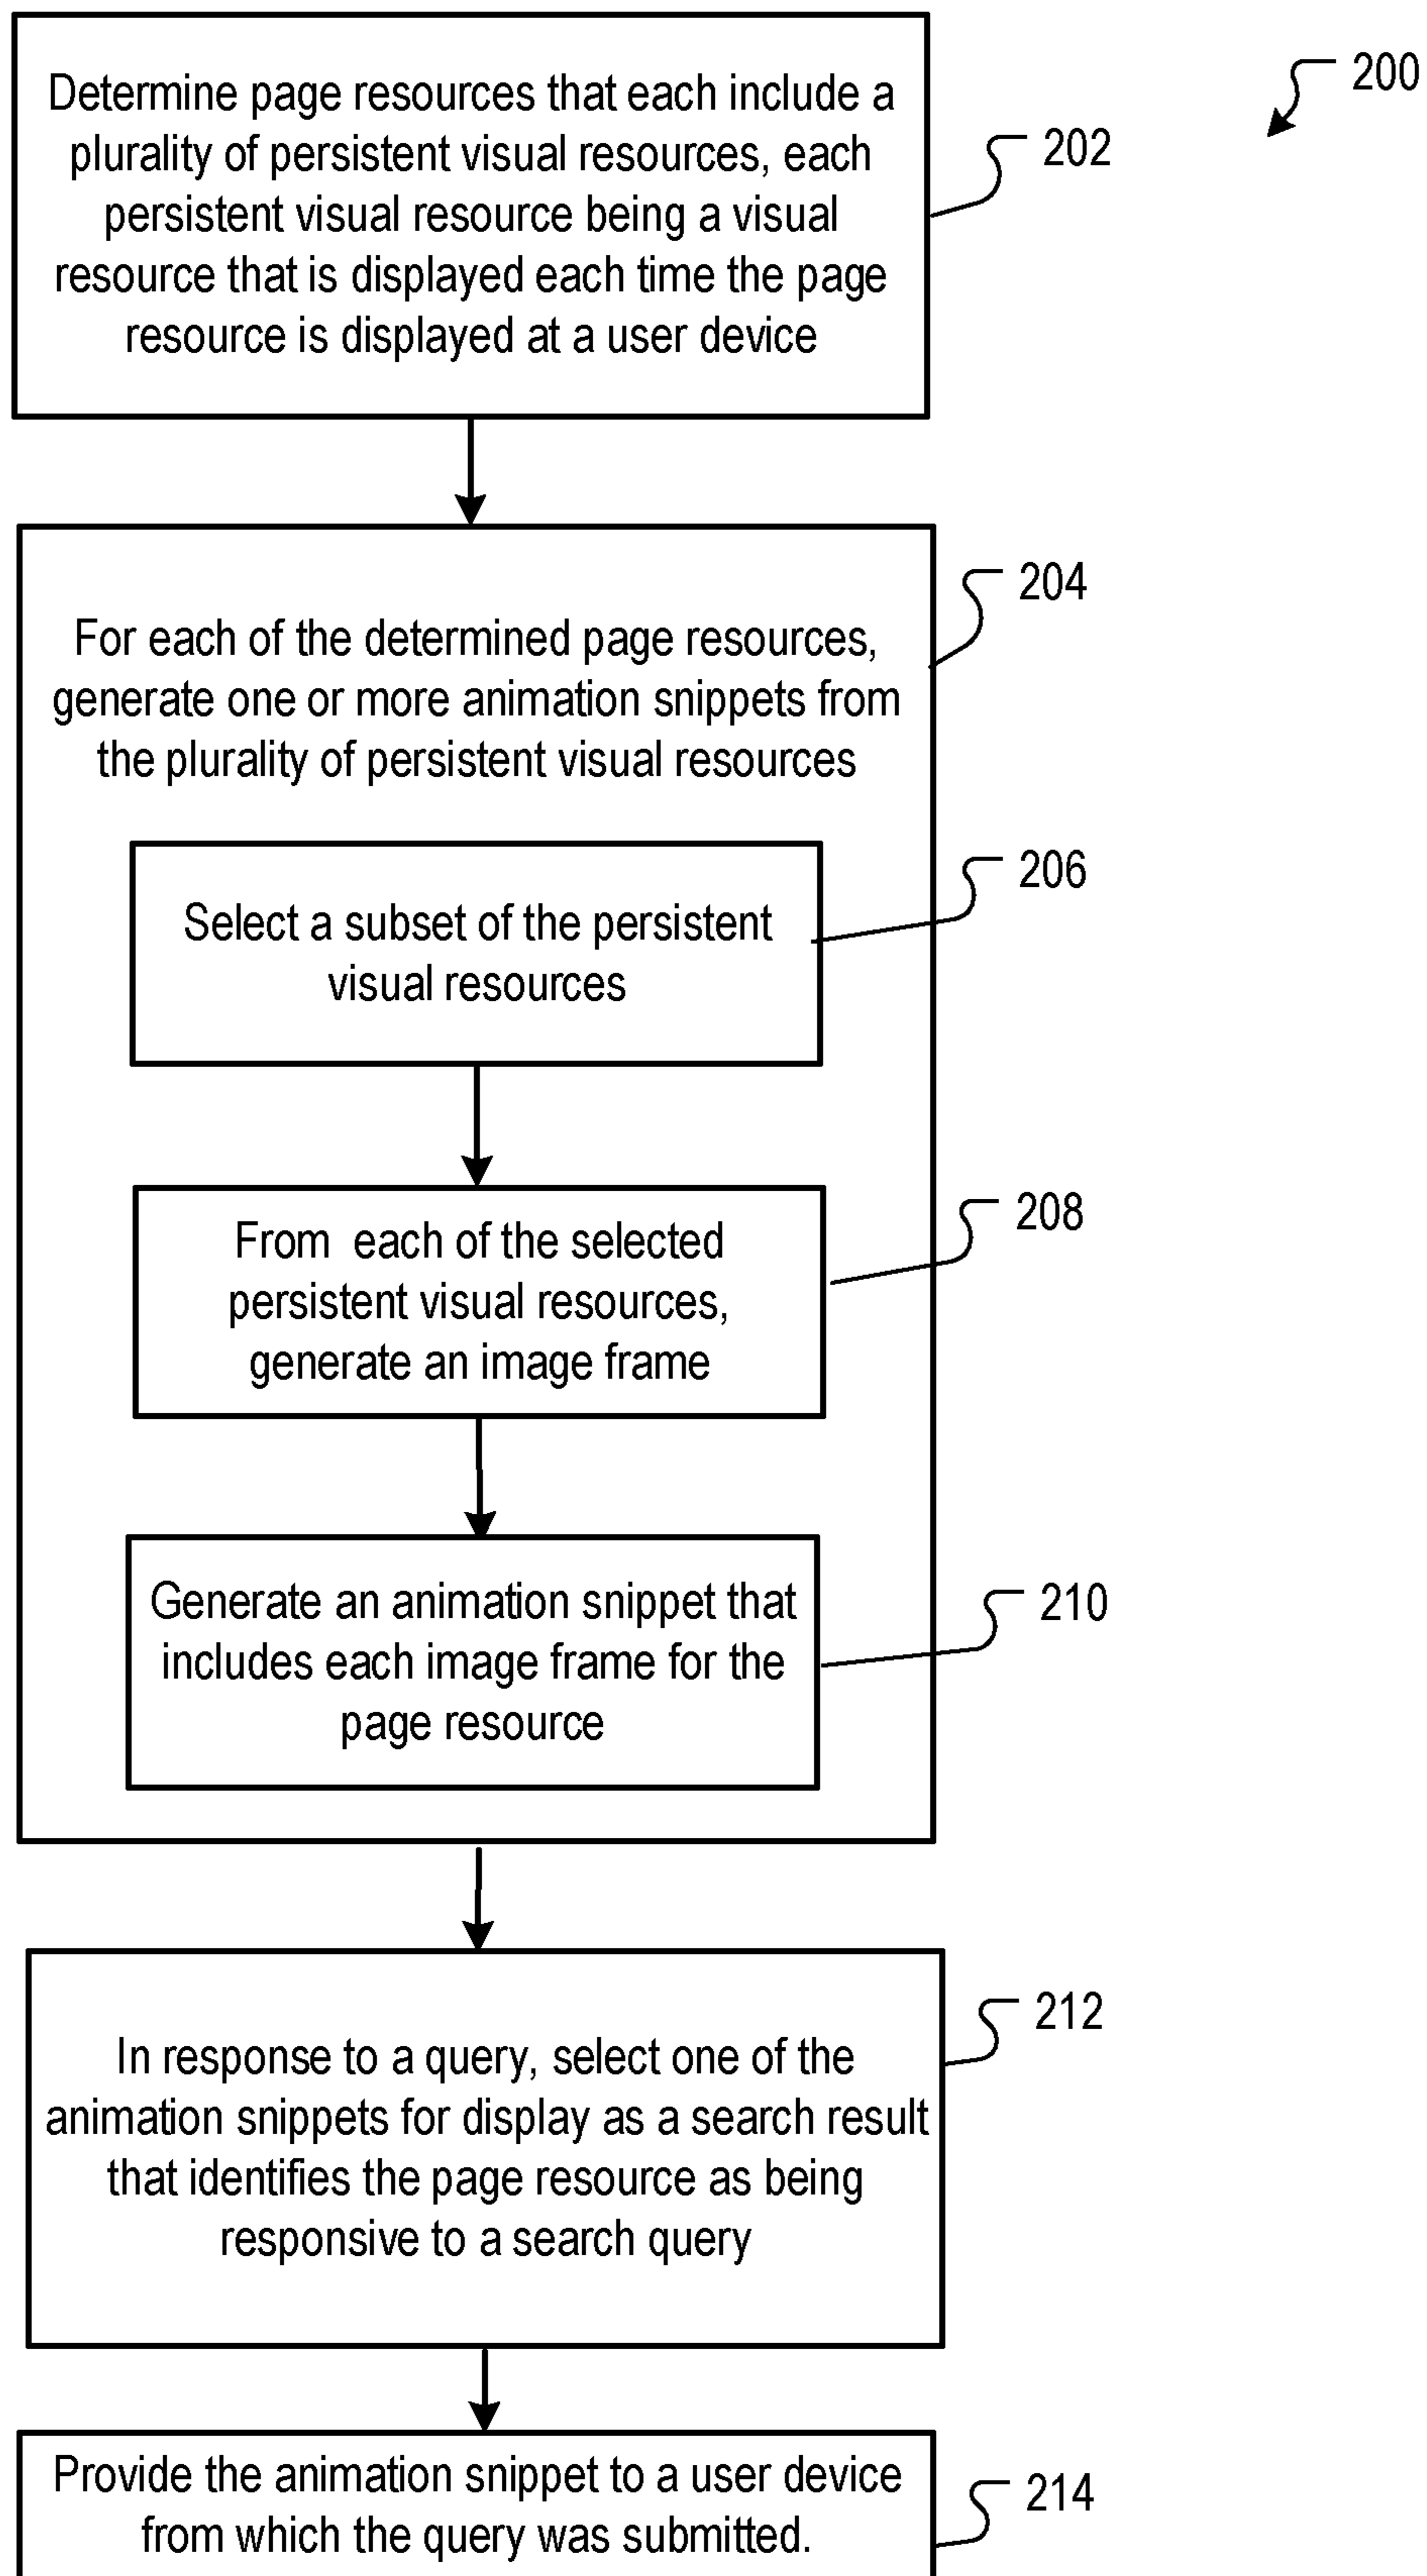 200
Determine page resources that each include a
plurality of persistent visual resources, each
persistent visual resource being a visual
resource that is displayed each time the page
resource is displayed at a user device
202
For each of the determined page resources,
generate one or more animation snippets from
the plurality of persistent visual resources
204
Select a subset of the persistent
visual resources
206
From each of the selected
persistent visual resources,
generate an image frame
208
Generate an animation snippet that
includes each image frame for the
page resource
210
In response to a query, select one of the
animation snippets for display as a search result
that identifies the page resource as being
responsive to a search query
212
Provide the animation snippet to a user device
from which the query was submitted.
214